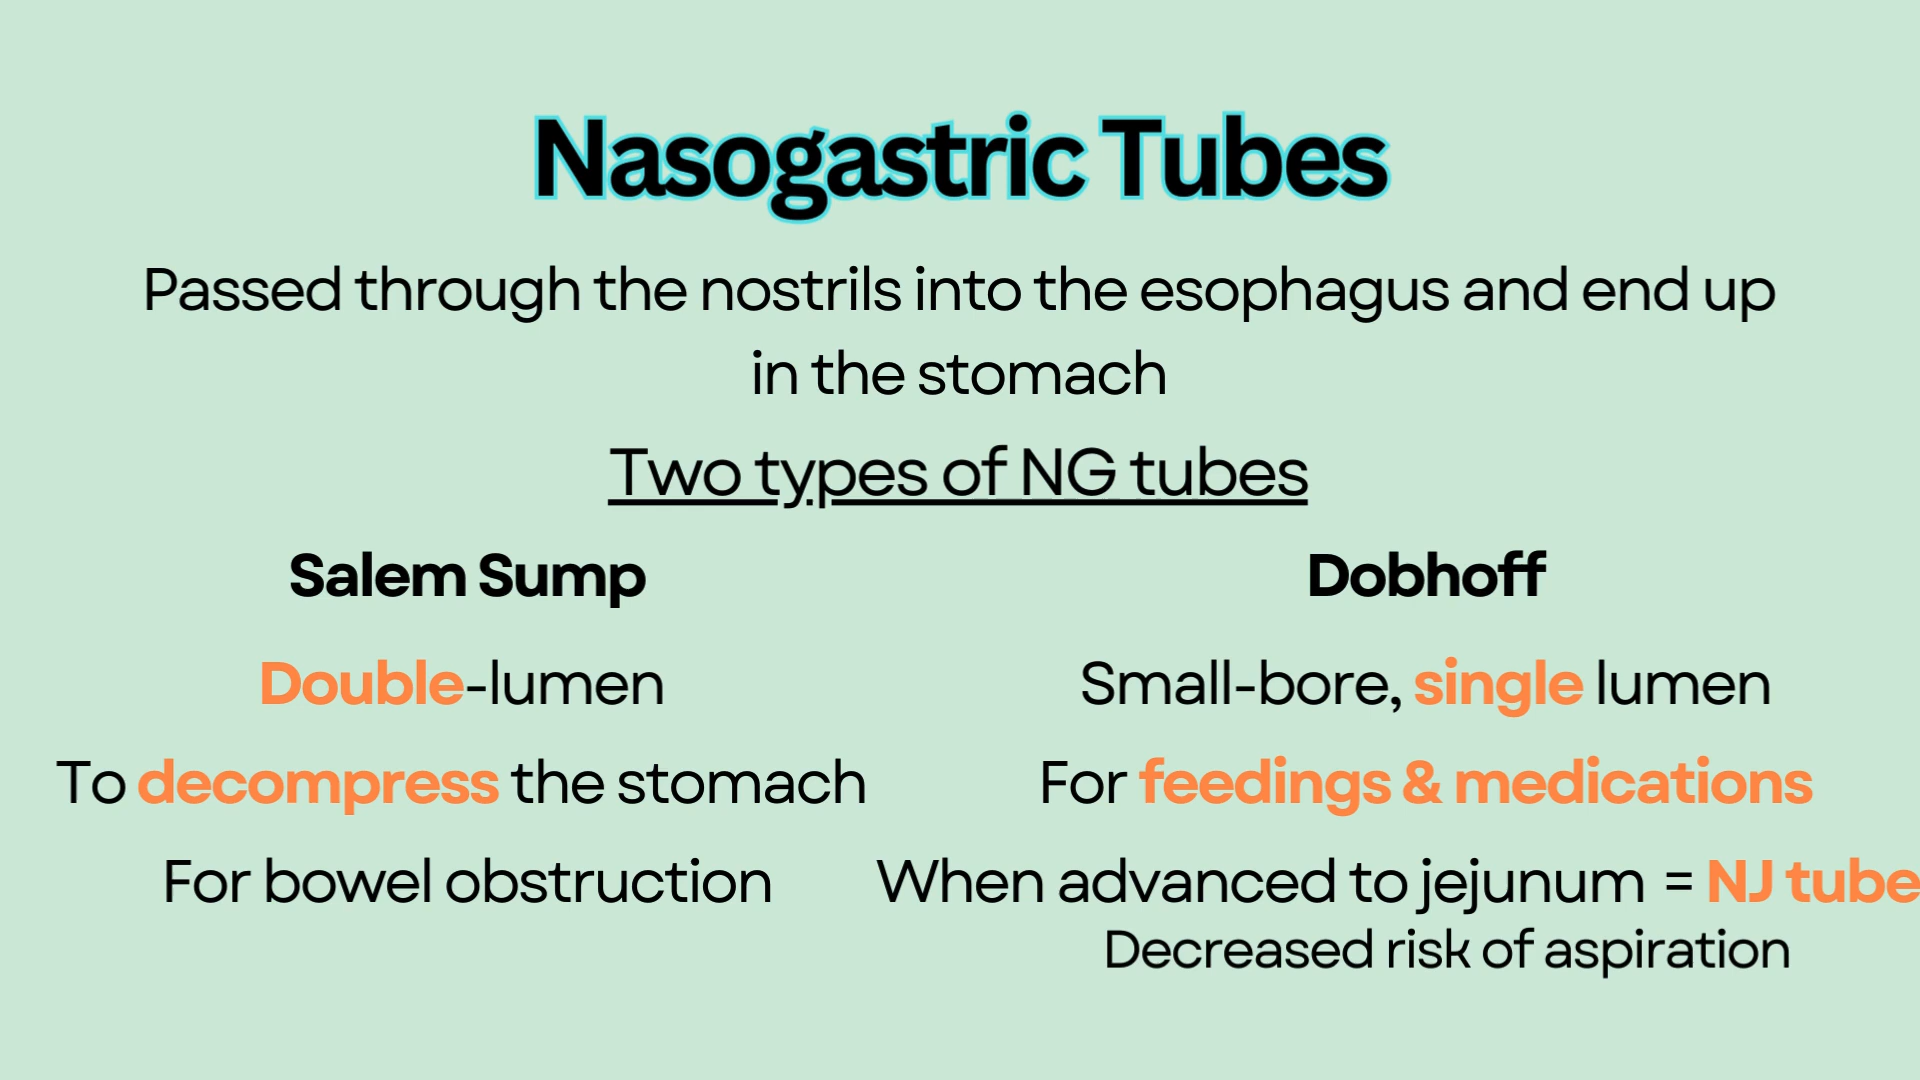 Nasogastric Tubes
Passed through the nostrils into the esophagus and end up
in the stomach
Two types of NG tubes
Salem Sump
Double-lumen
To decompress the stomach
For bowel obstruction
Dobhoff
Small-bore, single lumen
For feedings & medications
When advanced to jejunum = NJ tube
Decreased risk of aspiration